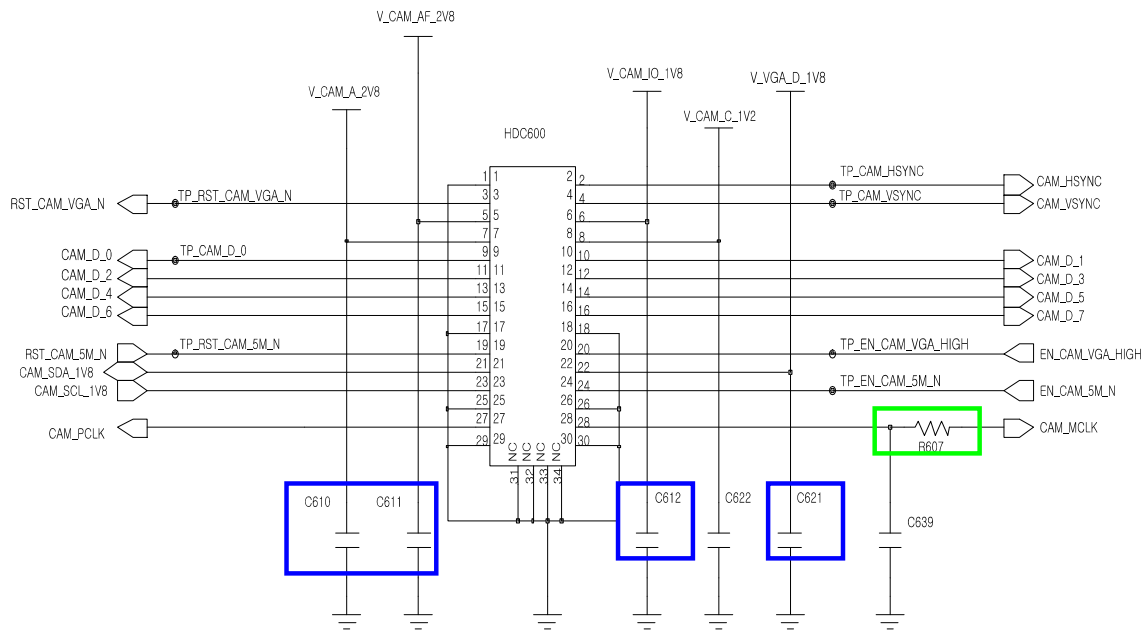 V_CAM_AF_2V8
V_CAM_IO_1V8
V_VGA_D_1V8
V_CAM_A_2V8
V_CAM_C_1V2
HDC600
1 1 2 2
TP_CAM_HSYNC
CAM_HSYNC
RST_CAM_VGA_N
TP_RST_CAM_VGA_N
3 3 4 4
TP_CAM_VSYNC
CAM_VSYNC
5 5 6 6
7 7 8 8
CAM_D_0
TP_CAM_D_0
9 9 10 10
CAM_D_1
CAM_D_2
11 11 12 12
CAM_D_3
CAM_D_4
13 13 14 14
CAM_D_5
CAM_D_6
15 15 16 16
CAM_D_7
17 17 18 18
RST_CAM_5M_N
TP_RST_CAM_5M_N
19 19 20 20
TP_EN_CAM_VGA_HIGH
EN_CAM_VGA_HIGH
CAM_SDA_1V8
21 21 22 22
CAM_SCL_1V8
23 23 24 24
TP_EN_CAM_5M_N
EN_CAM_5M_N
25 25 26 26
CAM_PCLK
27 27 28 28
CAM_MCLK
R607
29 29 30 30
NC NC NC NC
31 32 33 34
C610
C611
C612
C622
C621
C639